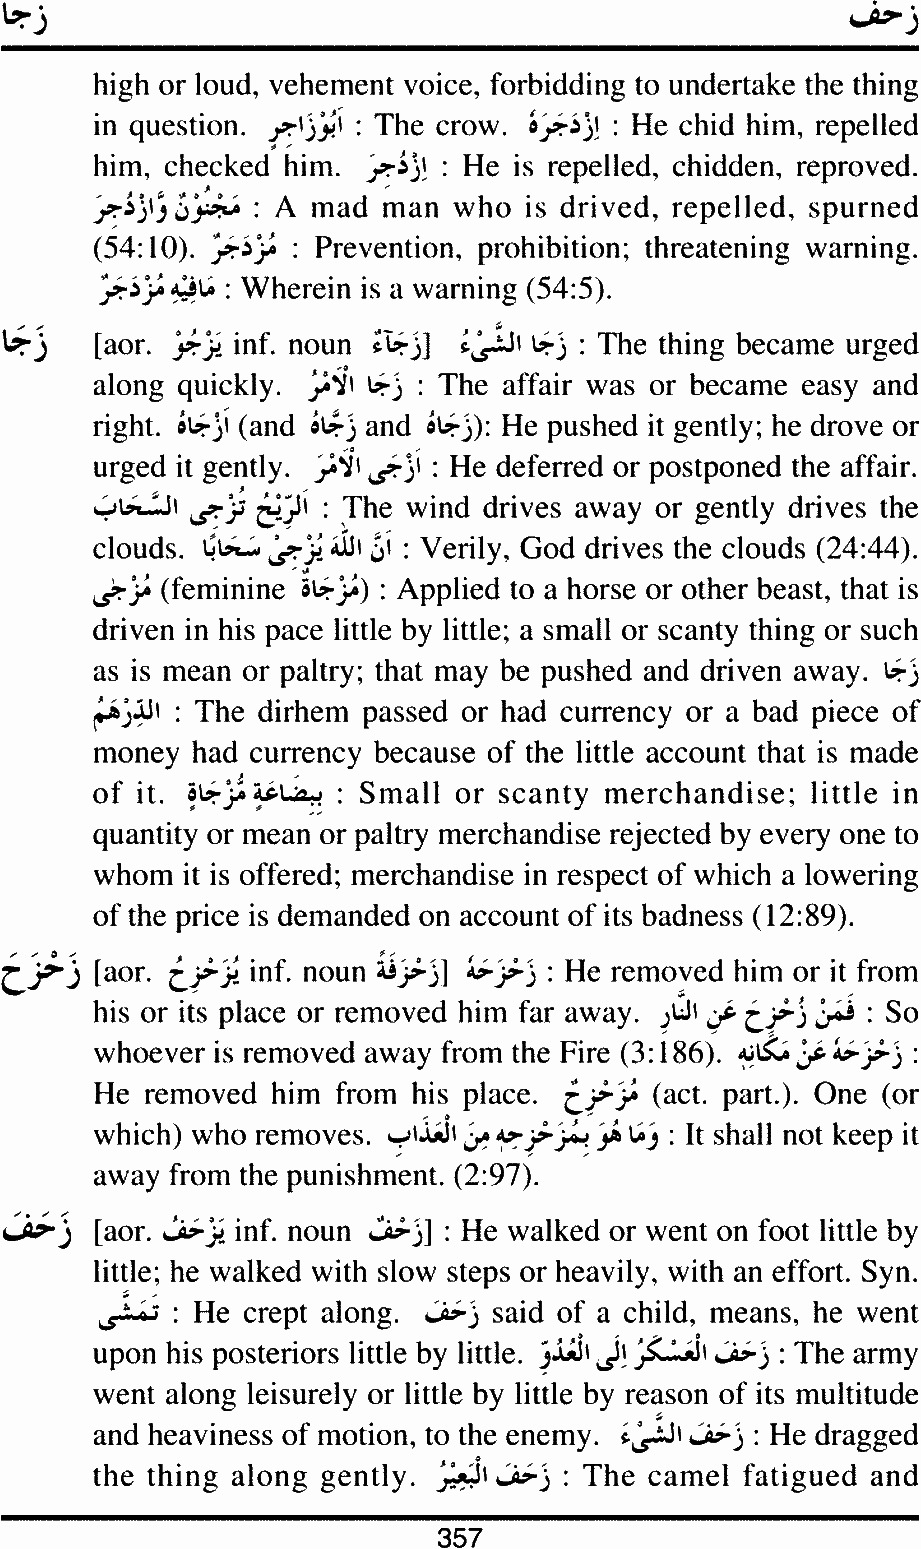 زجا زحف
high or loud, vehement voice, forbidding to undertake the thing
in question. اَبُوْزَاجِرٍ : The crow. اِزْدَجَرَهُ : He chid him, repelled
him, checked him. اِزْدُجِرَ : He is repelled, chidden, reproved.
مَجْنُوْنٌ وَّازْدُجِرَ : A mad man who is drived, repelled, spurned
(54:10). مُزْدَجَرٌ : Prevention, prohibition; threatening warning.
مَافِيْهِ مُزْدَجَرٌ : Wherein is a warning (54:5).
زَجَا [aor. يَزْجُوْ inf. noun زَجَآءٌ] زَجَا الشَّيْءُ : The thing became urged
along quickly. زَجَا الْاَمْرُ : The affair was or became easy and
right. اَزْجَاهُ (and زَجَّاهُ and زَجَاهُ): He pushed it gently; he drove or
urged it gently. اَزْجَى الْاَمْرَ : He deferred or postponed the affair.
اَلرِّيْحُ تُزْجِى السَّحَابَ : The wind drives away or gently drives the
clouds. اَنَّ اللّٰهَ يُزْجِىْ سَحَابًا : Verily, God drives the clouds (24:44).
مُزْجٰى (feminine مُزْجَاةٌ) : Applied to a horse or other beast, that is
driven in his pace little by little; a small or scanty thing or such
as is mean or paltry; that may be pushed and driven away. زَجَا
الدِّرْهَمُ : The dirhem passed or had currency or a bad piece of
money had currency because of the little account that is made
of it. بِبِضَاعَةٍ مُّزْجَاةٍ : Small or scanty merchandise; little in
quantity or mean or paltry merchandise rejected by every one to
whom it is offered; merchandise in respect of which a lowering
of the price is demanded on account of its badness (12:89).
زَحْزَحَ [aor. يُزَحْزِحُ inf. noun زَحْزَفَةٌ] زَحْزَحَهُ : He removed him or it from
his or its place or removed him far away. فَمَنْ زُحْزِحَ عَنِ النَّارِ : So
whoever is removed away from the Fire (3:186). زَحْزَحَهُ عَنْ مَكَانِهِ :
He removed him from his place. مُزَحْزِحٌ (act. part.). One (or
which) who removes. وَمَا هُوَ بِمُزَحْزِحِهِ مِنَ الْعَذَابِ : It shall not keep it
away from the punishment. (2:97).
زَحَفَ [aor. يَزْحَفُ inf. noun زَحْفٌ] : He walked or went on foot little by
little; he walked with slow steps or heavily, with an effort. Syn.
تَمَشّٰى : He crept along. زَحَفَ said of a child, means, he went
upon his posteriors little by little. زَحَفَ الْعَسْكَرُ اِلَى الْعَدُوِّ : The army
went along leisurely or little by little by reason of its multitude
and heaviness of motion, to the enemy. زَحَفَ الشَّيْءَ : He dragged
the thing along gently. زَحَفَ الْبَعِيْرُ : The camel fatigued and
357